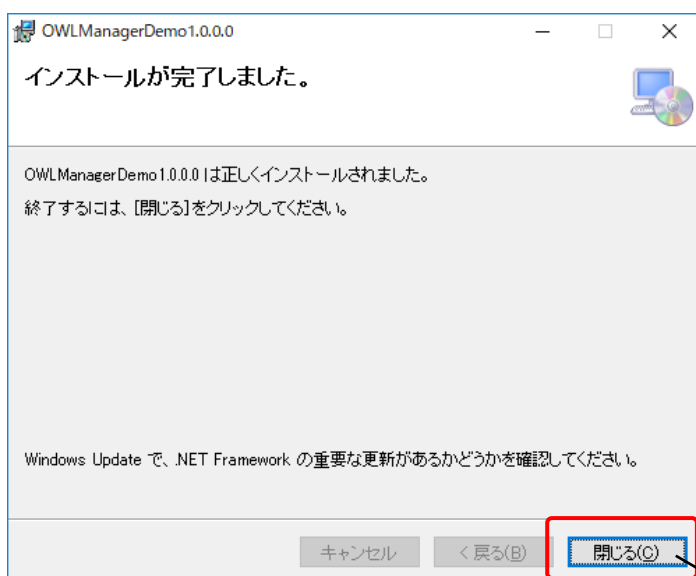 OWLManagerDemo1.0.0.0
インストールが完了しました。
OWLManagerDemo1.0.0.0 は正しくインストールされました。
終了するには、[閉じる]をクリックしてください。
Windows Update で、.NET Framework の重要な更新があるかどうかを確認してください。
キャンセル
< 戻る(B)
閉じる(C)